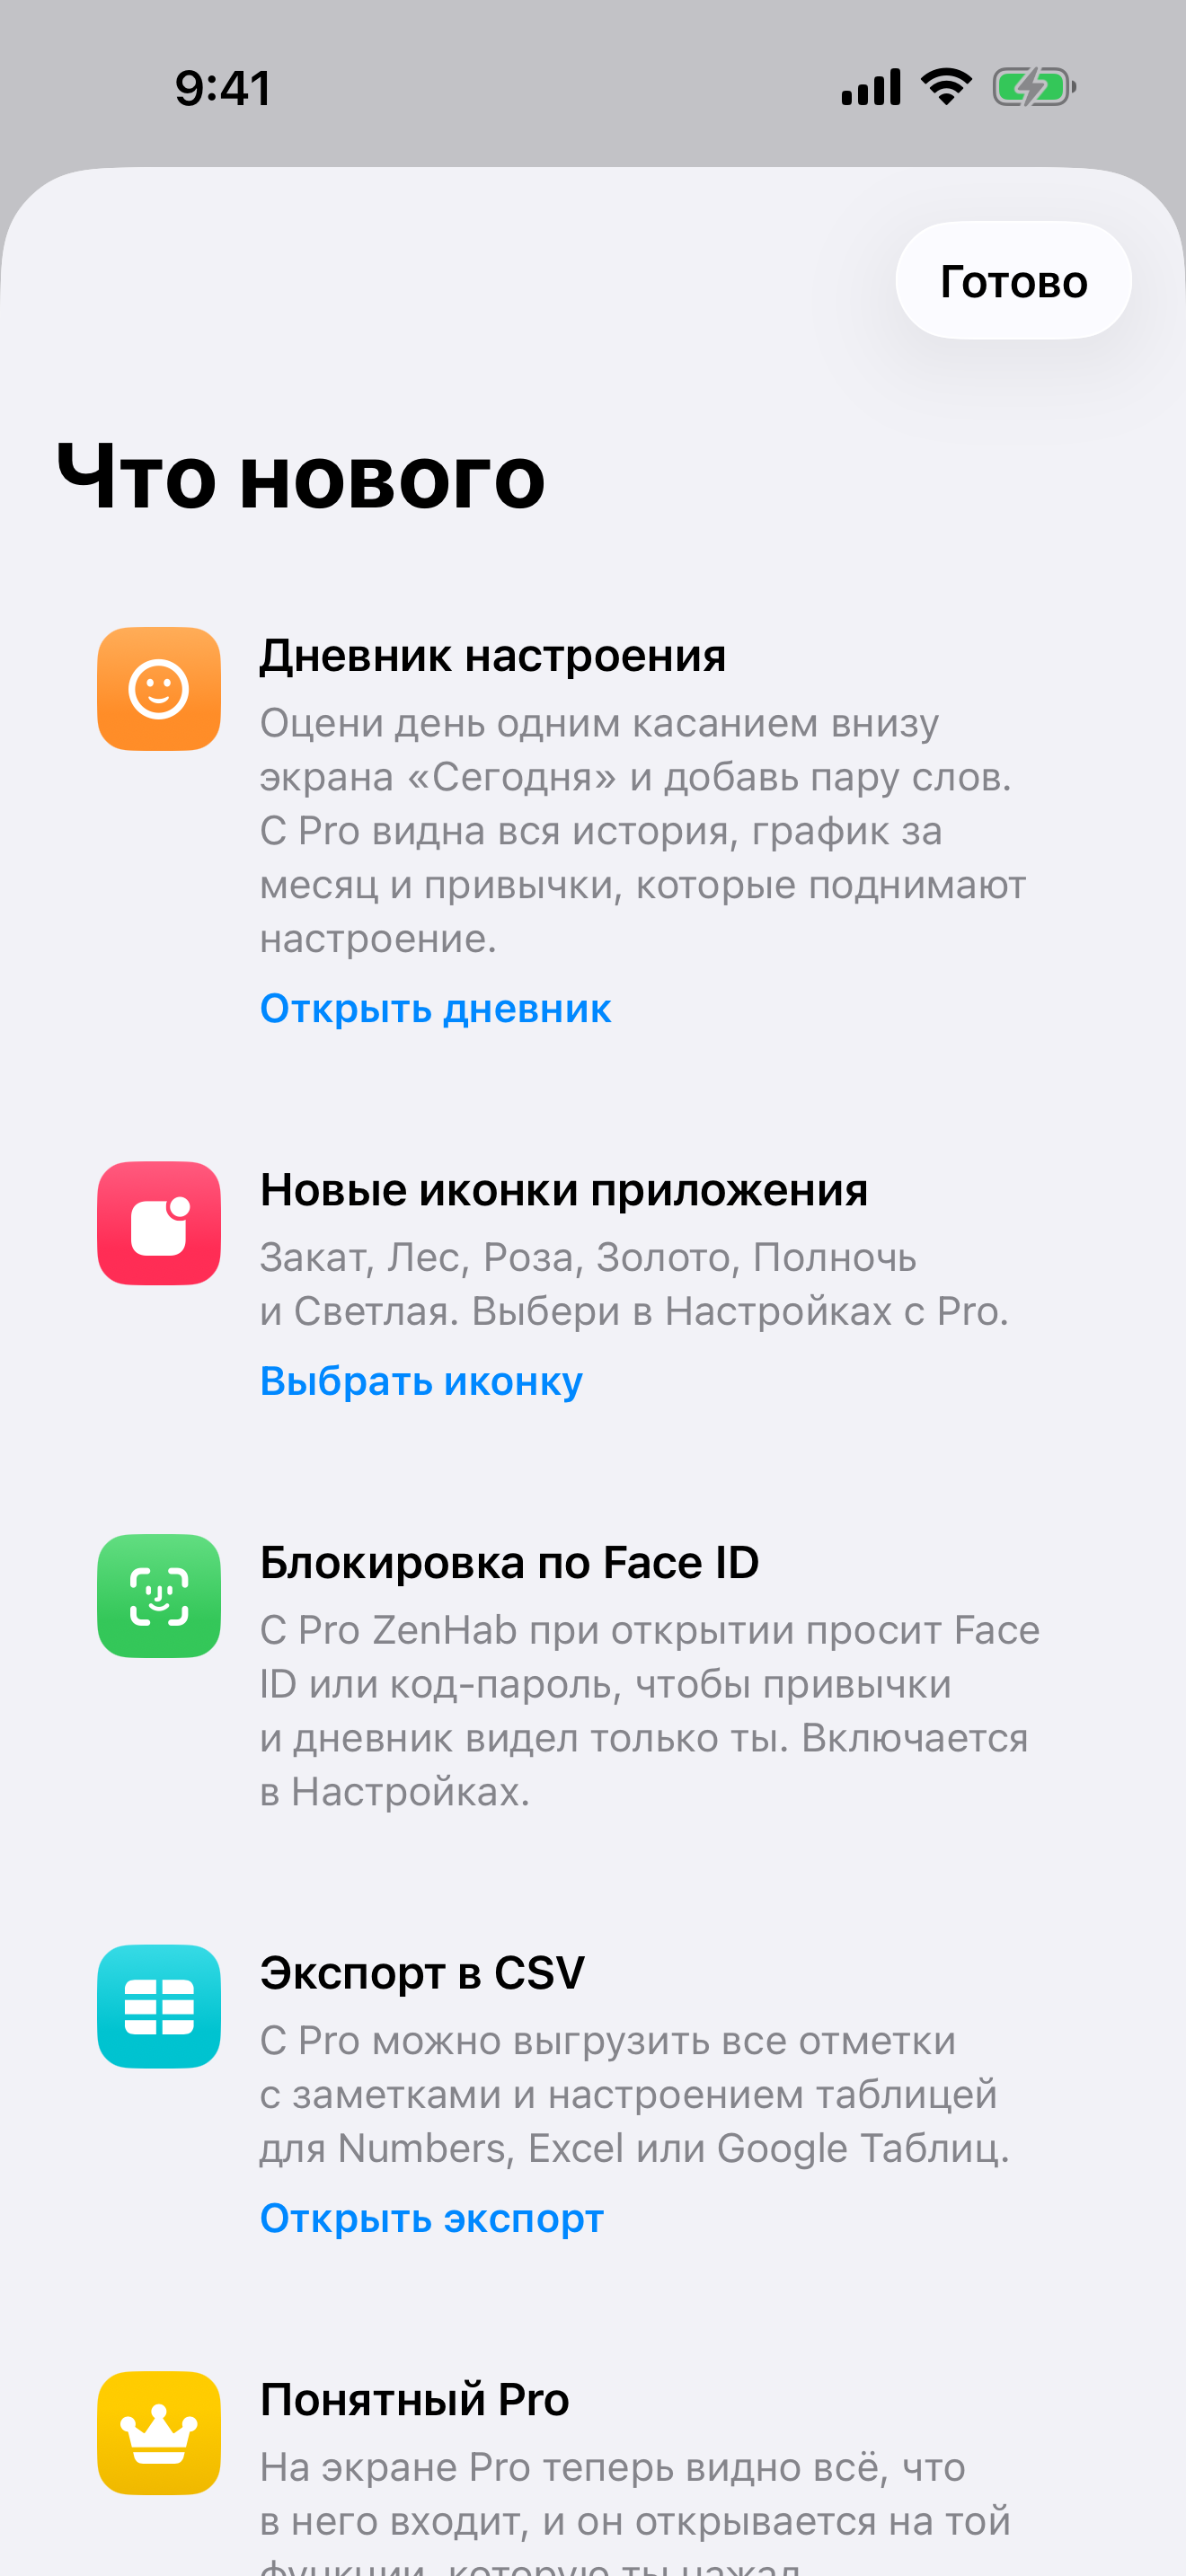 9:41
Готово
Что нового
Дневник настроения
Оцени день одним касанием внизу
экрана «Сегодня» и добавь пару слов.
С Pro видна вся история, график за
месяц и привычки, которые поднимают
настроение.
Открыть дневник
Новые иконки приложения
Закат, Лес, Роза, Золото, Полночь
и Светлая. Выбери в Настройках с Pro.
Выбрать иконку
Блокировка по Face ID
С Pro ZenHab при открытии просит Face
ID или код-пароль, чтобы привычки
и дневник видел только ты. Включается
в Настройках.
Экспорт в CSV
С Pro можно выгрузить все отметки
с заметками и настроением таблицей
для Numbers, Excel или Google Таблиц.
Открыть экспорт
Понятный Pro
На экране Pro теперь видно всё, что
в него входит, и он открывается на той
функции, которую ты нажал.